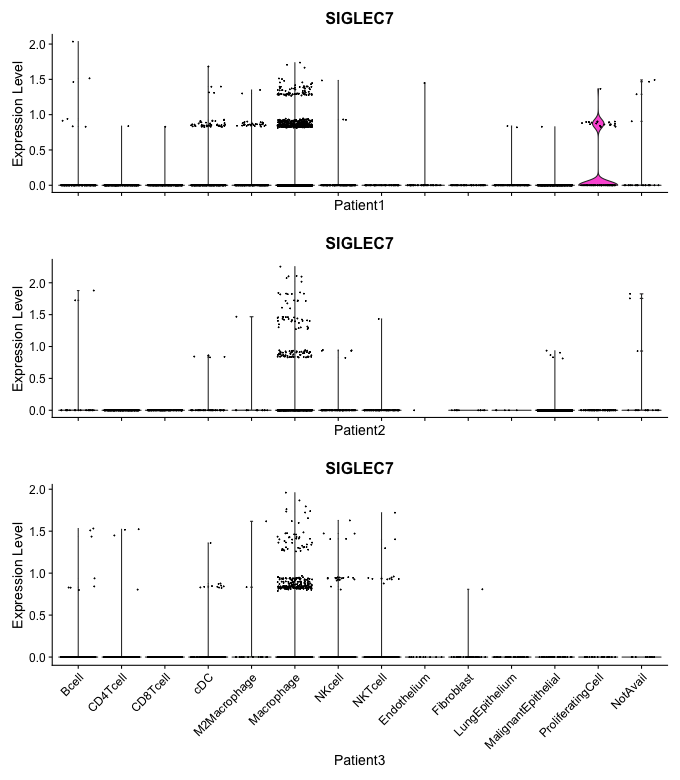 SIGLEC7
Expression Level
2.0
1.5
1.0
0.5
0.0
Patient1
SIGLEC7
Expression Level
2.0
1.5
1.0
0.5
0.0
Patient2
SIGLEC7
Expression Level
2.0
1.5
1.0
0.5
0.0
Bcell
CD4Tcell
CD8Tcell
cDC
M2Macrophage
Macrophage
NKcell
NKTcell
Endothelium
Fibroblast
LungEpithelium
MalignantEpithelial
ProliferatingCell
NotAvail
Patient3